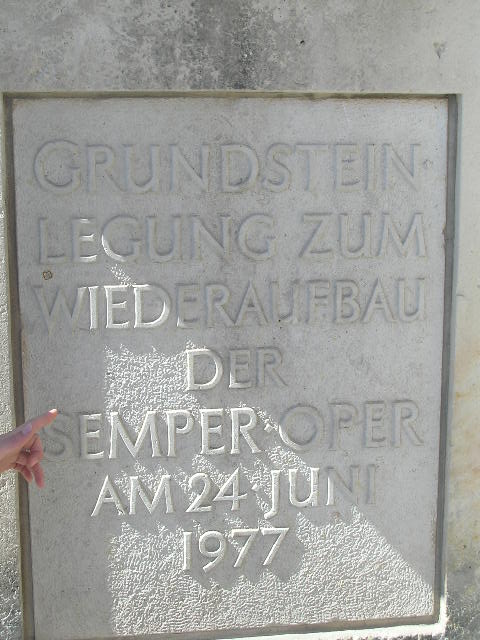 GRUNDSTEIN
LEGUNG ZUM
WIEDERAUFBAU
DER
SEMPER·OPER
AM 24·JUNI
1977